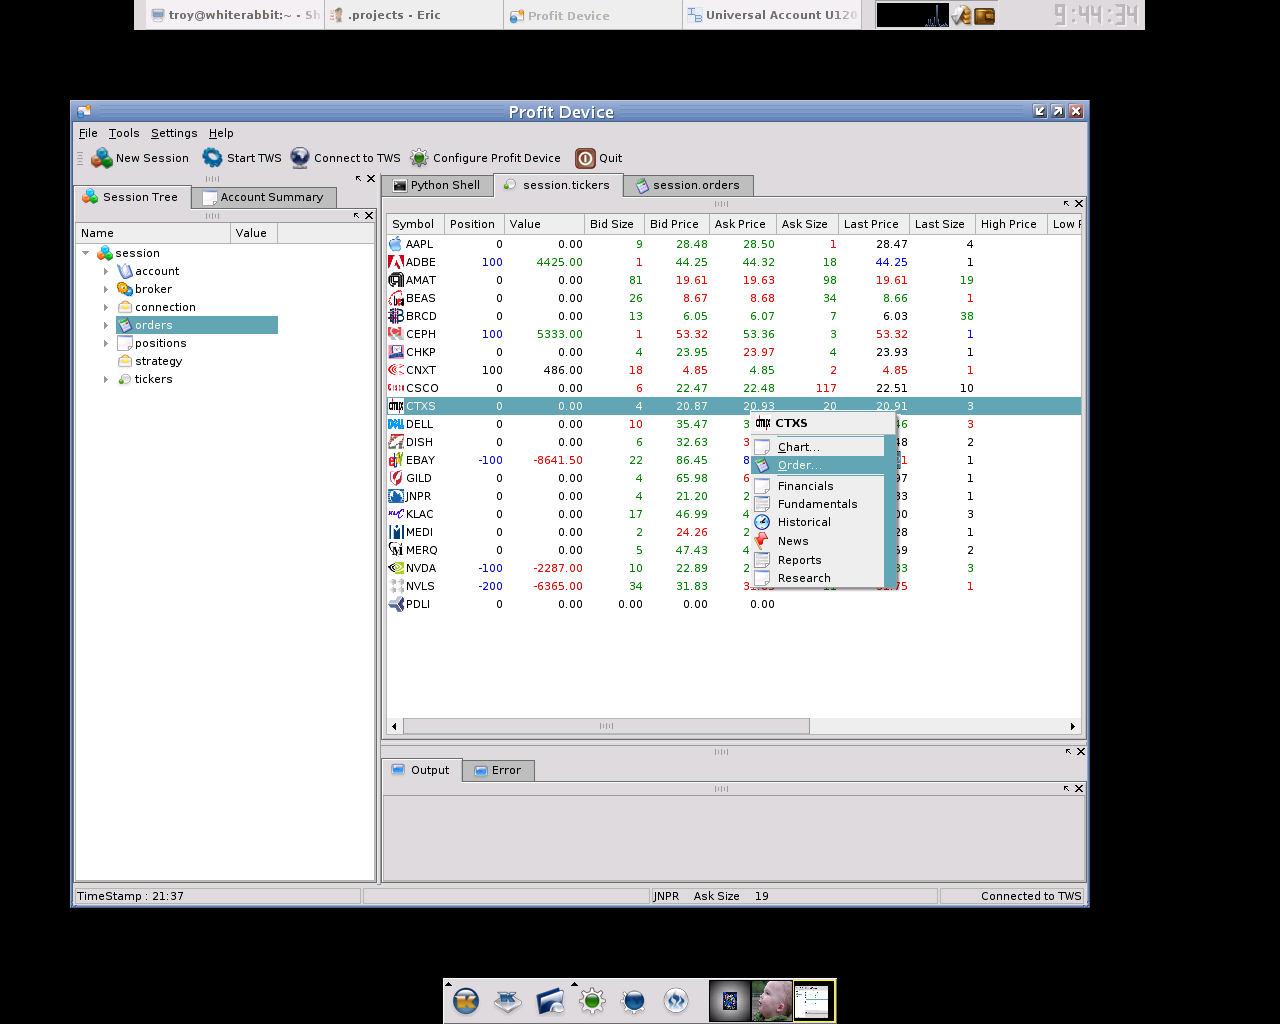 troy@whiterabbit:~ - Sh
.projects - Eric
Profit Device
Universal Account U120
9:44:34
Profit Device
File Tools Settings Help
New Session Start TWS Connect to TWS Configure Profit Device Quit
Session Tree Account Summary
Python Shell session.tickers session.orders
Name Value
session
account
broker
connection
orders
positions
strategy
tickers
Symbol Position Value Bid Size Bid Price Ask Price Ask Size Last Price Last Size High Price Low P
AAPL 0 0.00 9 28.48 28.50 1 28.47 4
ADBE 100 4425.00 1 44.25 44.32 18 44.25 1
AMAT 0 0.00 81 19.61 19.63 98 19.61 19
BEAS 0 0.00 26 8.67 8.68 34 8.66 1
BRCD 0 0.00 13 6.05 6.07 7 6.03 38
CEPH 100 5333.00 1 53.32 53.36 3 53.32 1
CHKP 0 0.00 4 23.95 23.97 4 23.93 1
CNXT 100 486.00 18 4.85 4.85 2 4.85 1
CSCO 0 0.00 6 22.47 22.48 117 22.51 10
CTXS 0 0.00 4 20.87 20.93 20 20.91 3
DELL 0 0.00 10 35.47 3 46 3
DISH 0 0.00 6 32.63 3 48 2
EBAY -100 -8641.50 22 86.45 8 1 1
GILD 0 0.00 4 65.98 6 97 1
JNPR 0 0.00 4 21.20 2 33 1
KLAC 0 0.00 17 46.99 4 00 3
MEDI 0 0.00 2 24.26 2 28 1
MERQ 0 0.00 5 47.43 4 59 2
NVDA -100 -2287.00 10 22.89 2 33 3
NVLS -200 -6365.00 34 31.83 1
PDLI 0 0.00 0.00 0.00 0.00
CTXS
Chart...
Order...
Financials
Fundamentals
Historical
News
Reports
Research
Output Error
TimeStamp : 21:37
JNPR Ask Size 19
Connected to TWS